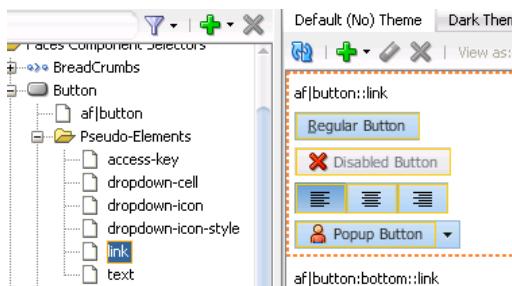 Default (No) Theme
Dark Them
View as:
Faces Component Selectors
BreadCrumbs
Button
af|button
Pseudo-Elements
access-key
dropdown-cell
dropdown-icon
dropdown-icon-style
link
text
af|button::link
Regular Button
Disabled Button
Popup Button
af|button:bottom::link